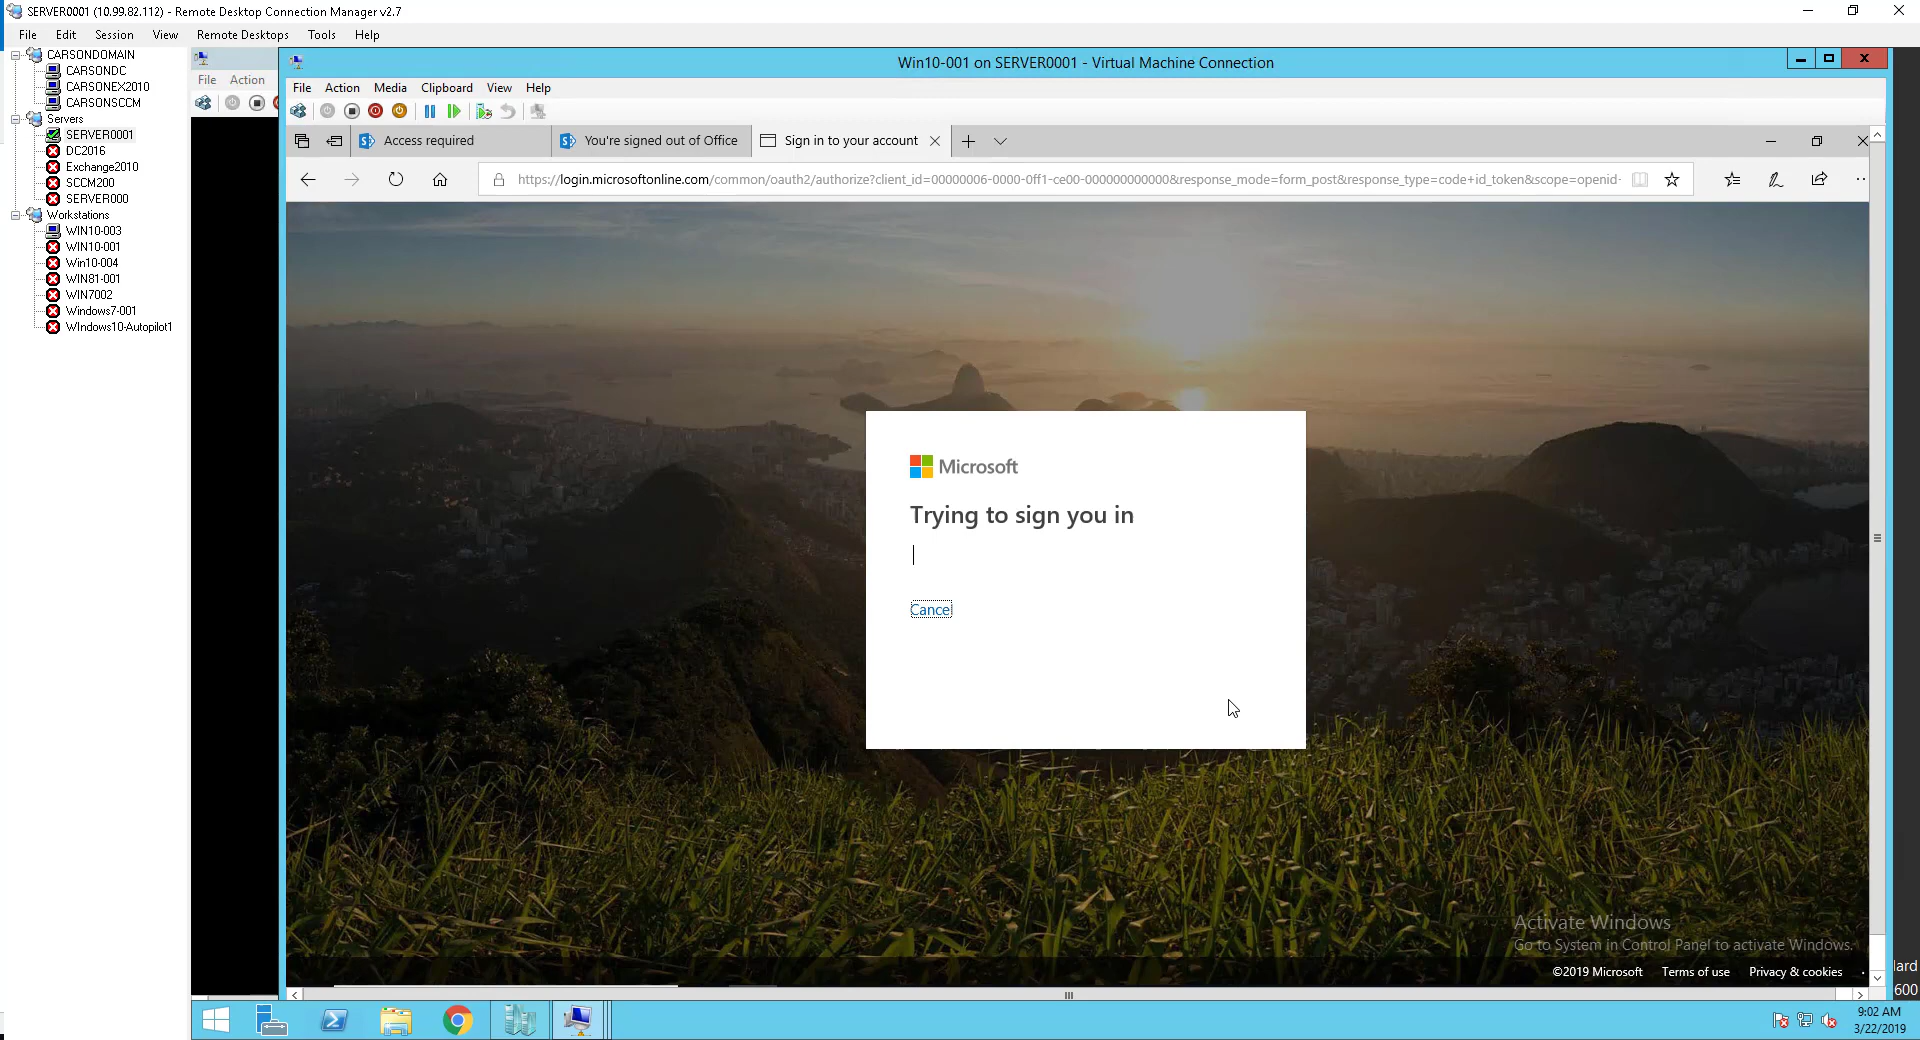 SERVER0001 (10.99.82.112) - Remote Desktop Connection Manager v2.7
File Edit Session View Remote Desktops Tools Help
CARSONDOMAIN
CARSONDC
CARSONEX2010
CARSONSCCM
Servers
SERVER0001
DC2016
Exchange2010
SCCM200
SERVER000
Workstations
WIN10-003
WIN10-001
Win10-004
WIN81-001
WIN7002
Windows7-001
WIndows10-Autopilot1
File Action
Win10-001 on SERVER0001 - Virtual Machine Connection
File Action Media Clipboard View Help
Access required
You're signed out of Office
Sign in to your account
https://login.microsoftonline.com/common/oauth2/authorize?client_id=00000006-0000-0ff1-ce00-000000000000&response_mode=form_post&response_type=code+id_token&scope=openid-
Microsoft
Trying to sign you in
Cancel
Activate Windows
Go to System in Control Panel to activate Windows.
©2019 Microsoft Terms of use Privacy & cookies
lard
600
9:02 AM
3/22/2019